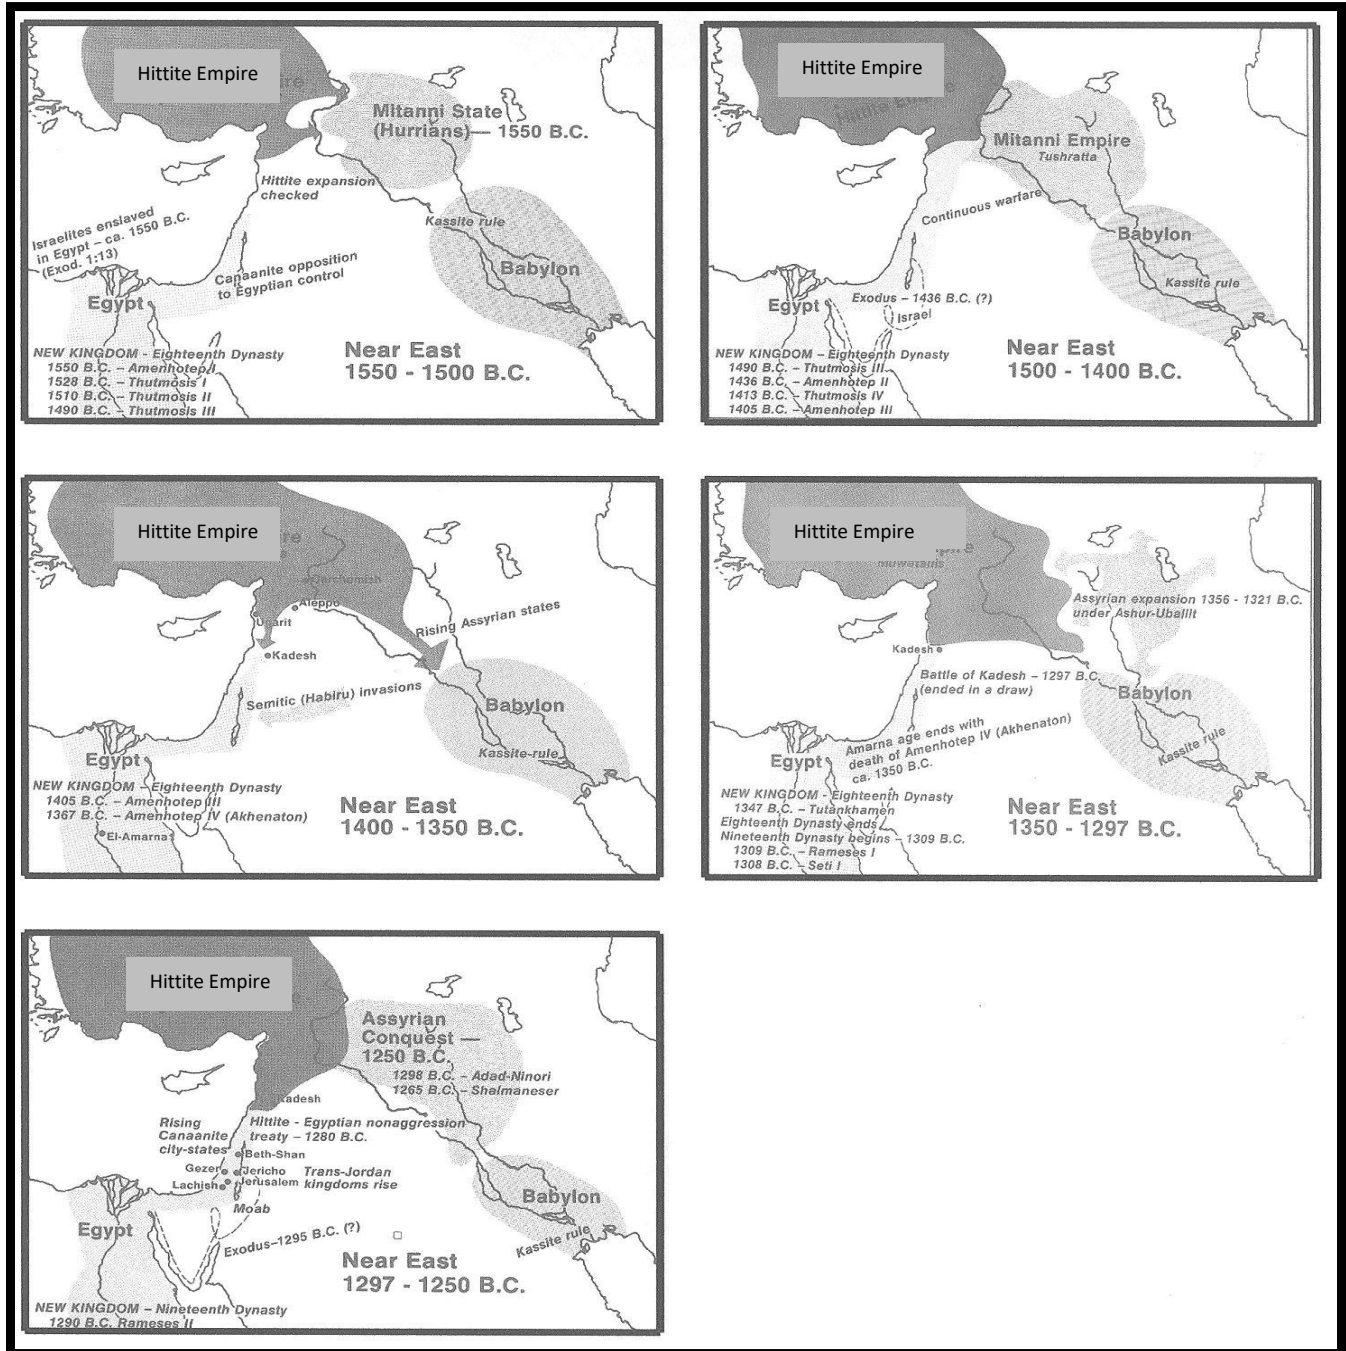 Hittite Empire
Mitanni State
(Hurrians)— 1550 B.C.
Hittite expansion
checked
Israelites enslaved
in Egypt – ca. 1550 B.C.
(Exod. 1:13)
Kassite rule
Babylon
Canaanite opposition
to Egyptian control
Egypt
NEW KINGDOM - Eighteenth Dynasty
1550 B.C. – Amenhotep I
1528 B.C. – Thutmosis I
1510 B.C. – Thutmosis II
1490 B.C. – Thutmosis III
Near East
1550 - 1500 B.C.
Hittite Empire
Hittite Empire
Mitanni Empire
Tushratta
Continuous warfare
Babylon
Kassite rule
Exodus – 1436 B.C. (?)
Israel
Egypt
NEW KINGDOM – Eighteenth Dynasty
1490 B.C. – Thutmosis III
1436 B.C. – Amenhotep II
1413 B.C. – Thutmosis IV
1405 B.C. – Amenhotep III
Near East
1500 - 1400 B.C.
Hittite Empire
Carchemish
Aleppo
Ugarit
Kadesh
Rising Assyrian states
Semitic (Habiru) invasions
Babylon
Kassite-rule
Egypt
NEW KINGDOM – Eighteenth Dynasty
1405 B.C. – Amenhotep III
1367 B.C. – Amenhotep IV (Akhenaton)
El-Amarna
Near East
1400 - 1350 B.C.
Hittite Empire
Muwatallis
Assyrian expansion 1356 - 1321 B.C.
under Ashur-Uballit
Kadesh
Battle of Kadesh – 1297 B.C.
(ended in a draw)
Babylon
Kassite rule
Amarna age ends with
death of Amenhotep IV (Akhenaton)
ca. 1350 B.C.
Egypt
NEW KINGDOM – Eighteenth Dynasty
1347 B.C. – Tutankhamen
Eighteenth Dynasty ends
Nineteenth Dynasty begins – 1309 B.C.
1309 B.C. – Rameses I
1308 B.C. – Seti I
Near East
1350 - 1297 B.C.
Hittite Empire
Assyrian
Conquest —
1250 B.C.
1298 B.C. – Adad-Ninori
1265 B.C. – Shalmaneser
Kadesh
Rising
Canaanite
city-states
Hittite - Egyptian nonaggression
treaty – 1280 B.C.
Beth-Shan
Gezer
Jericho
Lachish
Jerusalem
Trans-Jordan
kingdoms rise
Moab
Babylon
Kassite rule
Egypt
Exodus–1295 B.C. (?)
Near East
1297 - 1250 B.C.
NEW KINGDOM – Nineteenth Dynasty
1290 B.C. Rameses II